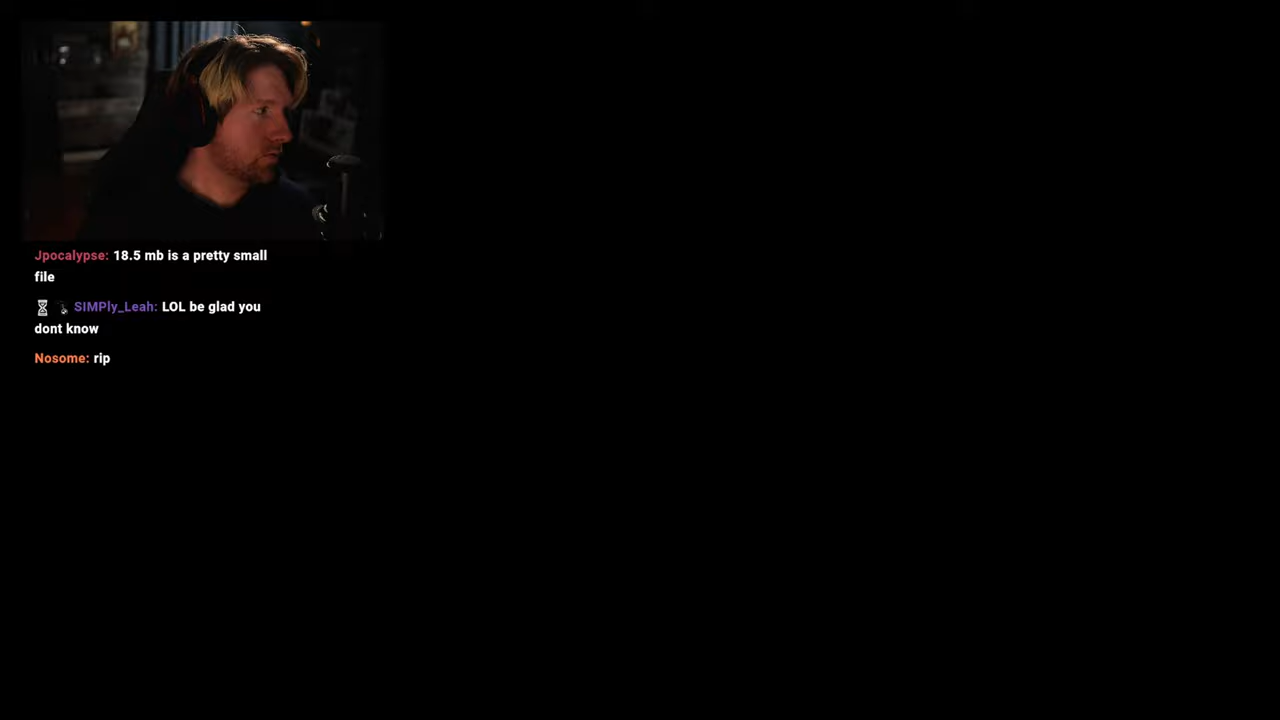 Jpocalypse: 18.5 mb is a pretty small
file
SIMPly_Leah: LOL be glad you
dont know
Nosome: rip